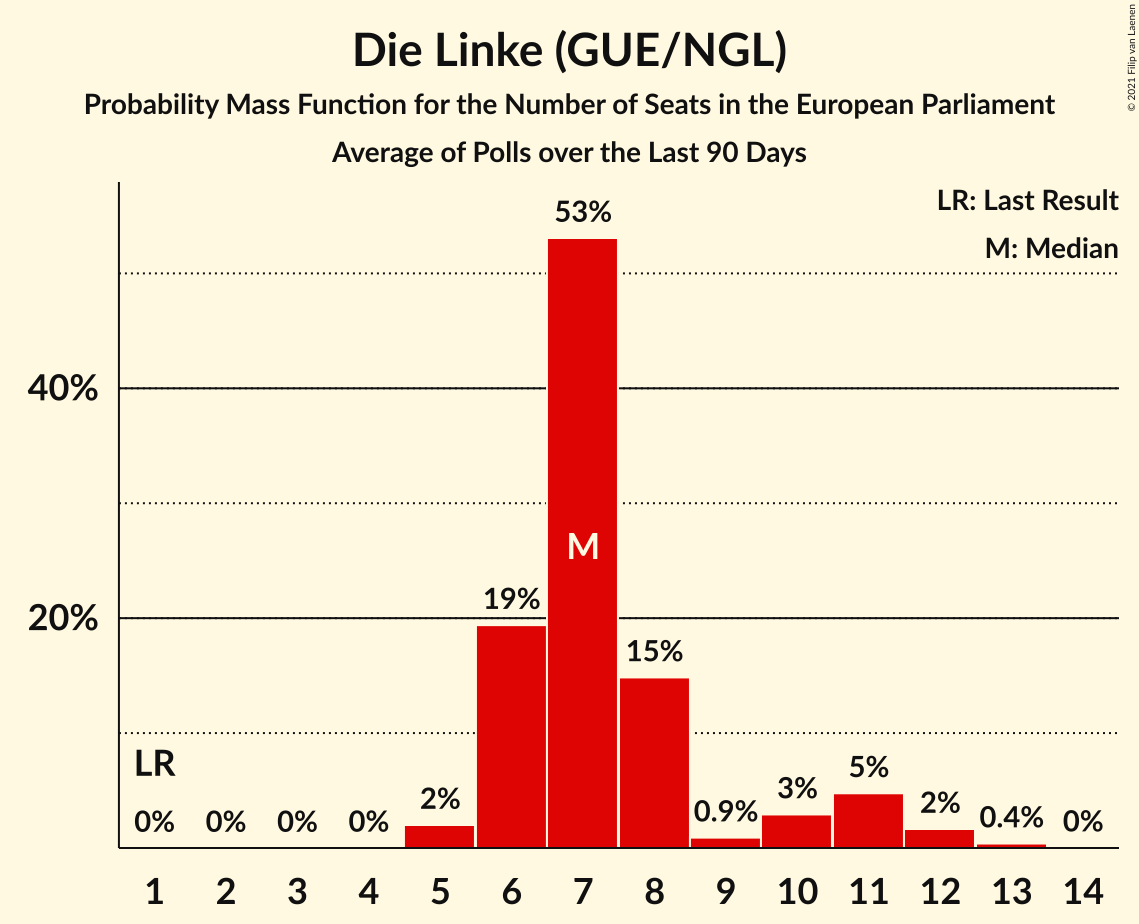 Die Linke (GUE/NGL)
Probability Mass Function for the Number of Seats in the European Parliament
Average of Polls over the Last 90 Days
© 2021 Filip van Laenen
LR: Last Result
M: Median
53%
40%
M
19%
20%
15%
LR
5%
3%
2%
2%
0.9%
0.4%
0% 0% 0% 0% 0%
1 2 3 4 5 6 7 8 9 10 11 12 13 14